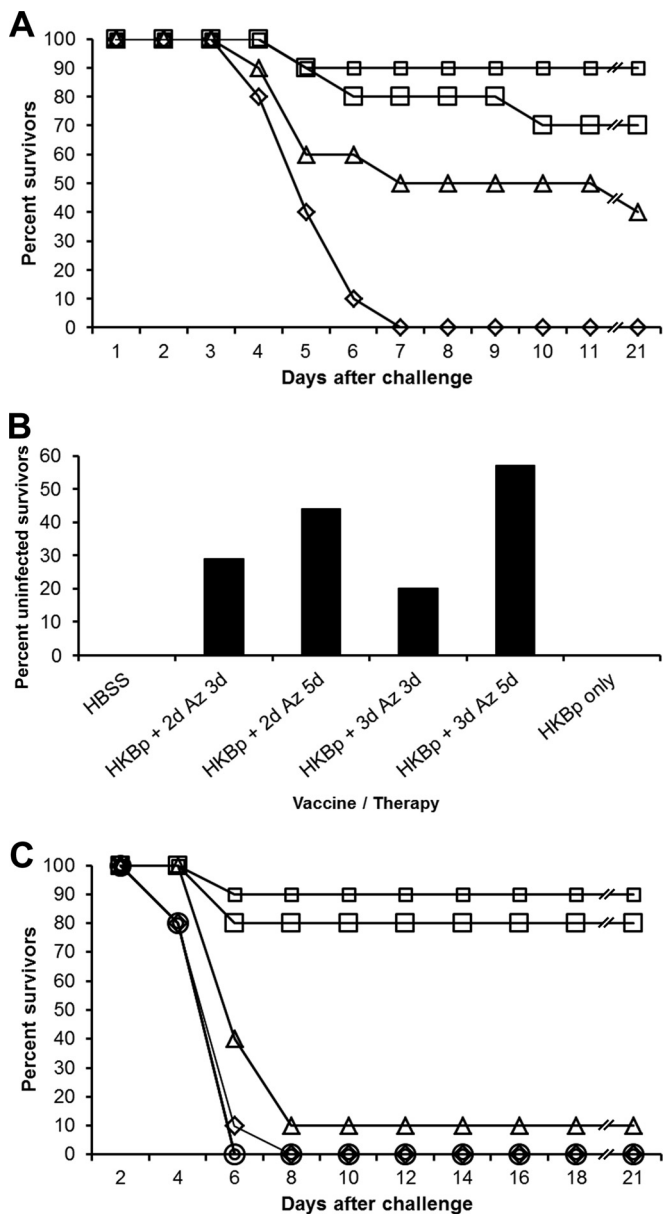 A
Percent survivors
100
90
80
70
60
50
40
30
20
10
0
1 2 3 4 5 6 7 8 9 10 11 21
Days after challenge
B
Percent uninfected survivors
60
50
40
30
20
10
0
HBSS
HKBp + 2d Az 3d
HKBp + 2d Az 5d
HKBp + 3d Az 3d
HKBp + 3d Az 5d
HKBp only
Vaccine / Therapy
C
Percent survivors
100
90
80
70
60
50
40
30
20
10
0
2 4 6 8 10 12 14 16 18 21
Days after challenge